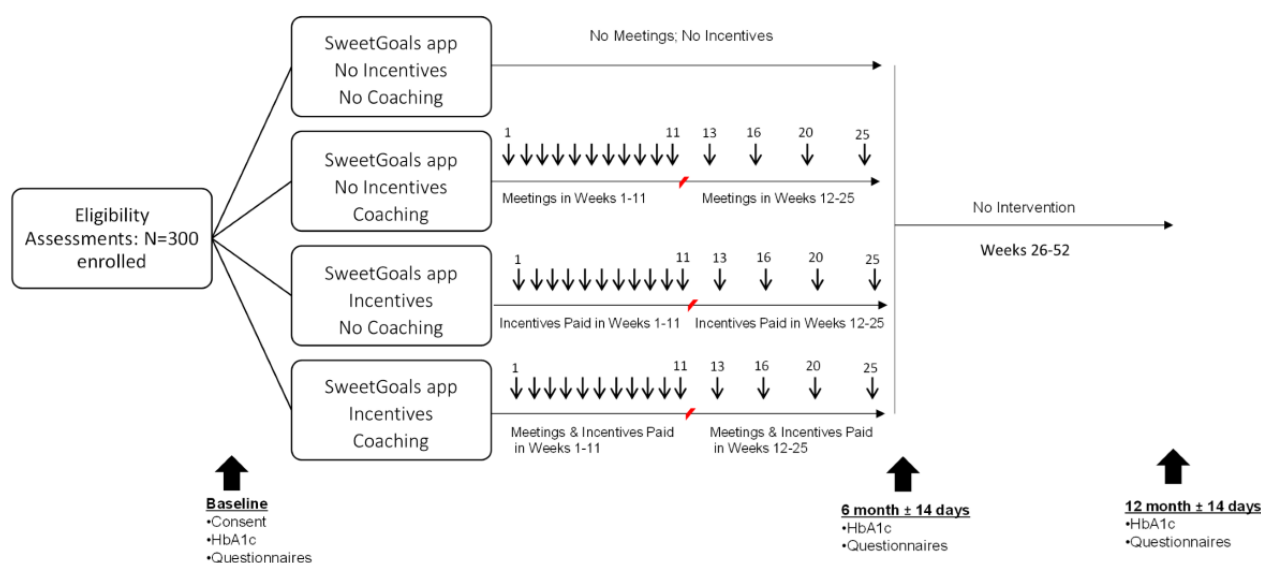 Eligibility
Assessments: N=300
enrolled
SweetGoals app
No Incentives
No Coaching
No Meetings; No Incentives
SweetGoals app
No Incentives
Coaching
1
11
13
16
20
25
Meetings in Weeks 1-11
Meetings in Weeks 12-25
SweetGoals app
Incentives
No Coaching
1
11
13
16
20
25
Incentives Paid in Weeks 1-11
Incentives Paid in Weeks 12-25
SweetGoals app
Incentives
Coaching
1
11
13
16
20
25
Meetings & Incentives Paid
in Weeks 1-11
Meetings & Incentives Paid
in Weeks 12-25
No Intervention
Weeks 26-52
Baseline
•Consent
•HbA1c
•Questionnaires
6 month ± 14 days
•HbA1c
•Questionnaires
12 month ± 14 days
•HbA1c
•Questionnaires